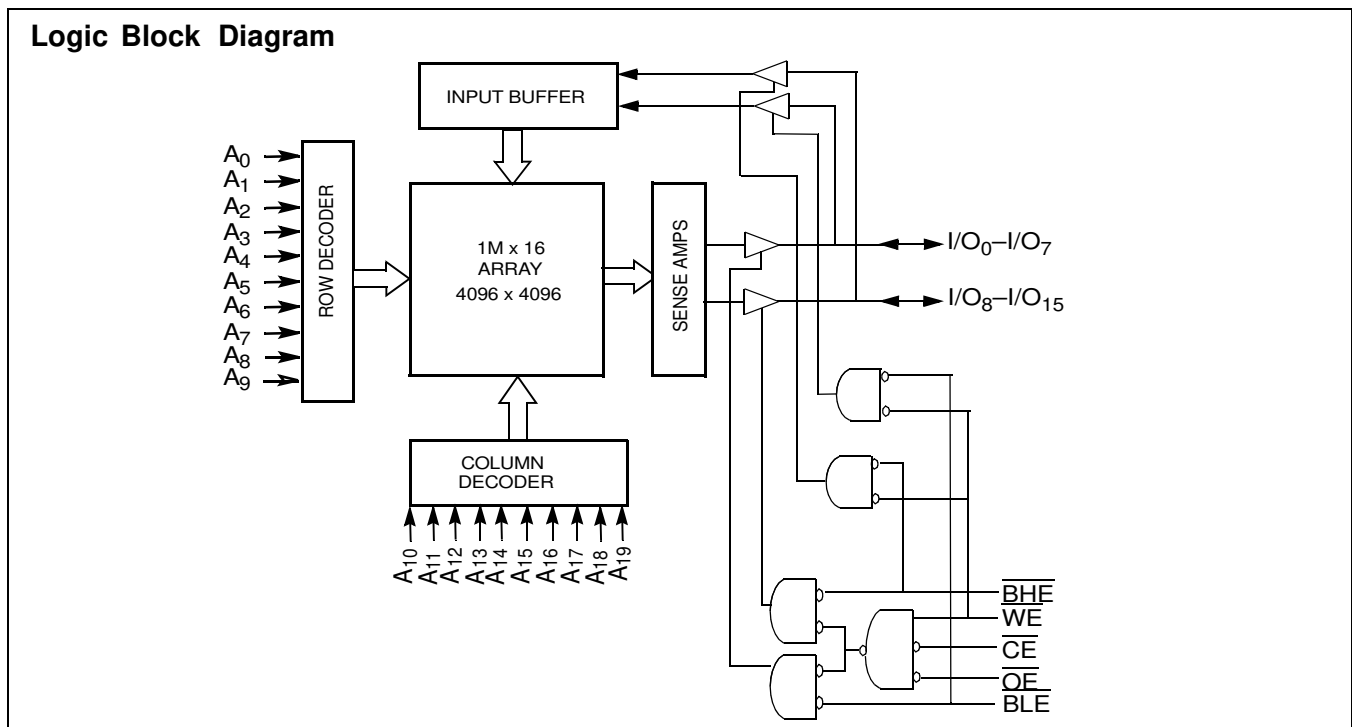 Logic Block Diagram
INPUT BUFFER
A0
A1
A2
A3
A4
A5
A6
A7
A8
A9
ROW DECODER
1M x 16
ARRAY
4096 x 4096
SENSE AMPS
I/O0–I/O7
I/O8–I/O15
COLUMN
DECODER
A10
A11
A12
A13
A14
A15
A16
A17
A18
A19
BHE
WE
CE
OE
BLE